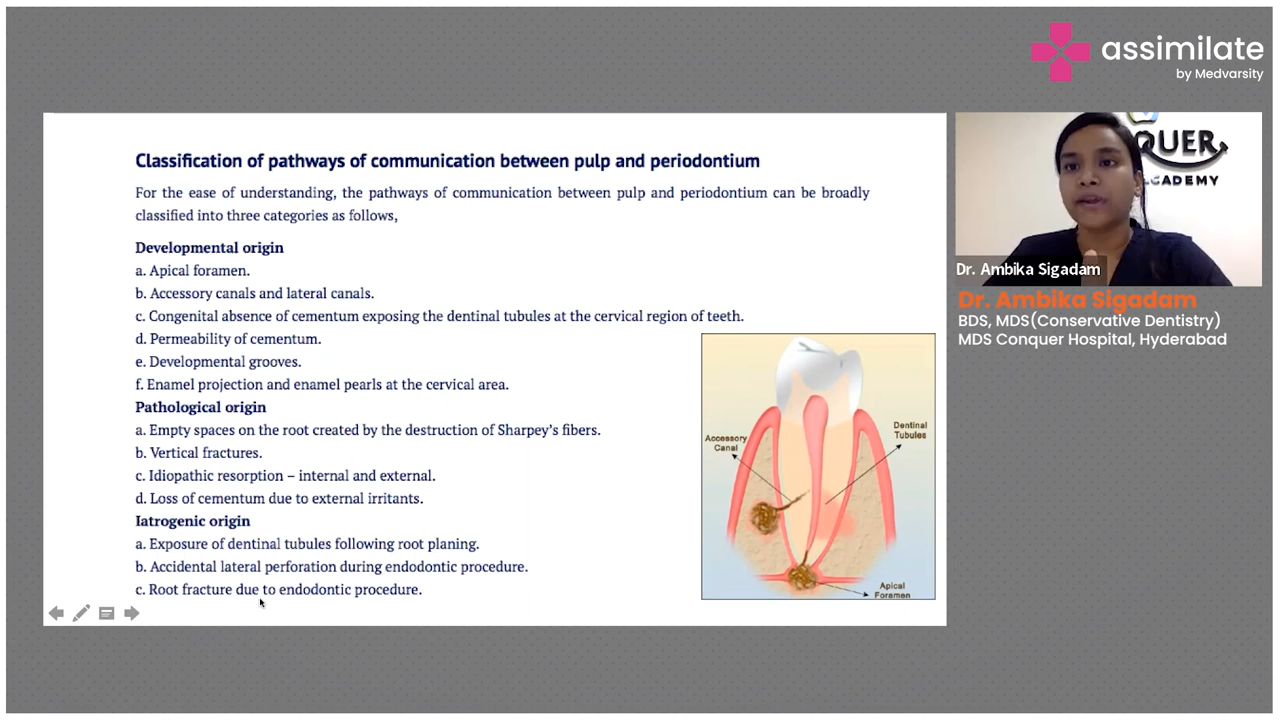 assimilate
by Medvarsity
Classification of pathways of communication between pulp and periodontium
For the ease of understanding, the pathways of communication between pulp and periodontium can be broadly
classified into three categories as follows,
Developmental origin
a. Apical foramen.
b. Accessory canals and lateral canals.
c. Congenital absence of cementum exposing the dentinal tubules at the cervical region of teeth.
d. Permeability of cementum.
e. Developmental grooves.
f. Enamel projection and enamel pearls at the cervical area.
Pathological origin
a. Empty spaces on the root created by the destruction of Sharpey's fibers.
b. Vertical fractures.
c. Idiopathic resorption – internal and external.
d. Loss of cementum due to external irritants.
Iatrogenic origin
a. Exposure of dentinal tubules following root planing.
b. Accidental lateral perforation during endodontic procedure.
c. Root fracture due to endodontic procedure.
Accessory
Canal
Dentinal
Tubules
Apical
Foramen
QUER
CADEMY
Dr. Ambika Sigadam
Dr. Ambika Sigadam
BDS, MDS(Conservative Dentistry)
MDS Conquer Hospital, Hyderabad